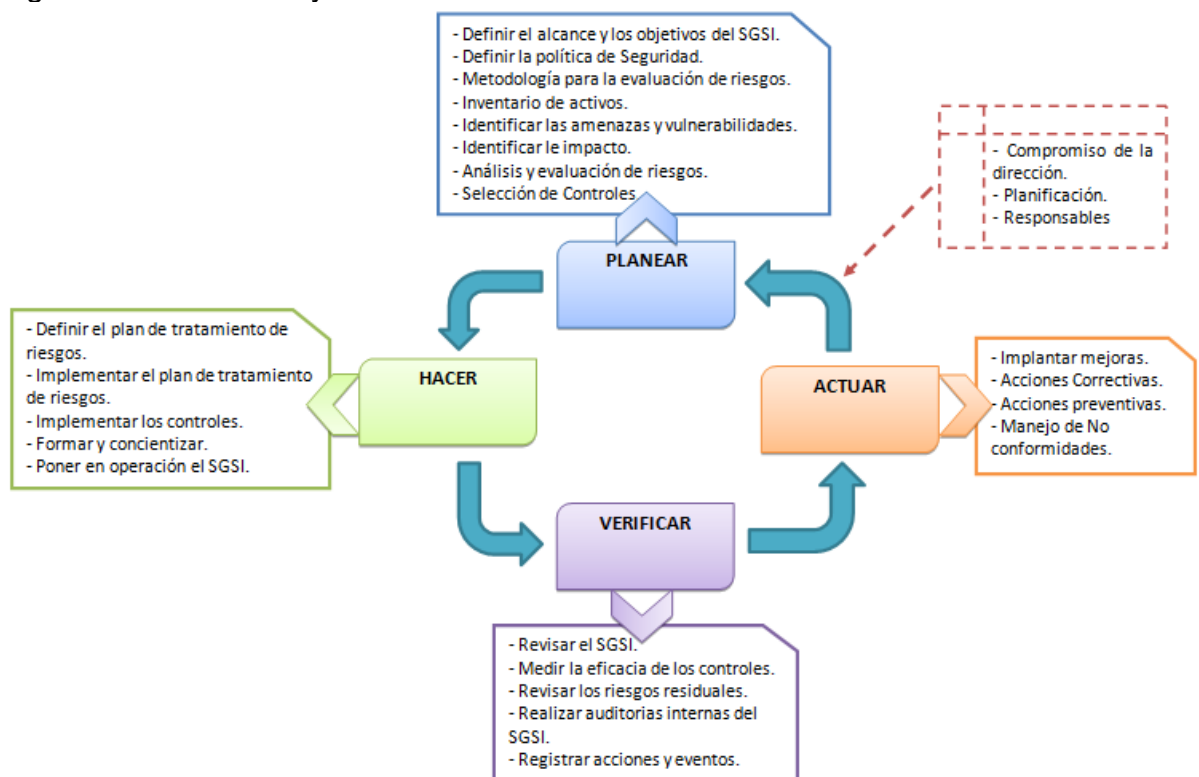 - Definir el alcance y los objetivos del SGSI.
- Definir la política de Seguridad.
- Metodología para la evaluación de riesgos.
- Inventario de activos.
- Identificar las amenazas y vulnerabilidades.
- Identificar le impacto.
- Análisis y evaluación de riesgos.
- Selección de Controles
- Compromiso de la
dirección.
- Planificación.
- Responsables
PLANEAR
- Definir el plan de tratamiento de
riesgos.
- Implementar el plan de tratamiento
de riesgos.
- Implementar los controles.
- Formar y concientizar.
- Poner en operación el SGSI.
HACER
ACTUAR
- Implantar mejoras.
- Acciones Correctivas.
- Acciones preventivas.
- Manejo de No
conformidades.
VERIFICAR
- Revisar el SGSI.
- Medir la eficacia de los controles.
- Revisar los riesgos residuales.
- Realizar auditorias internas del
SGSI.
- Registrar acciones y eventos.